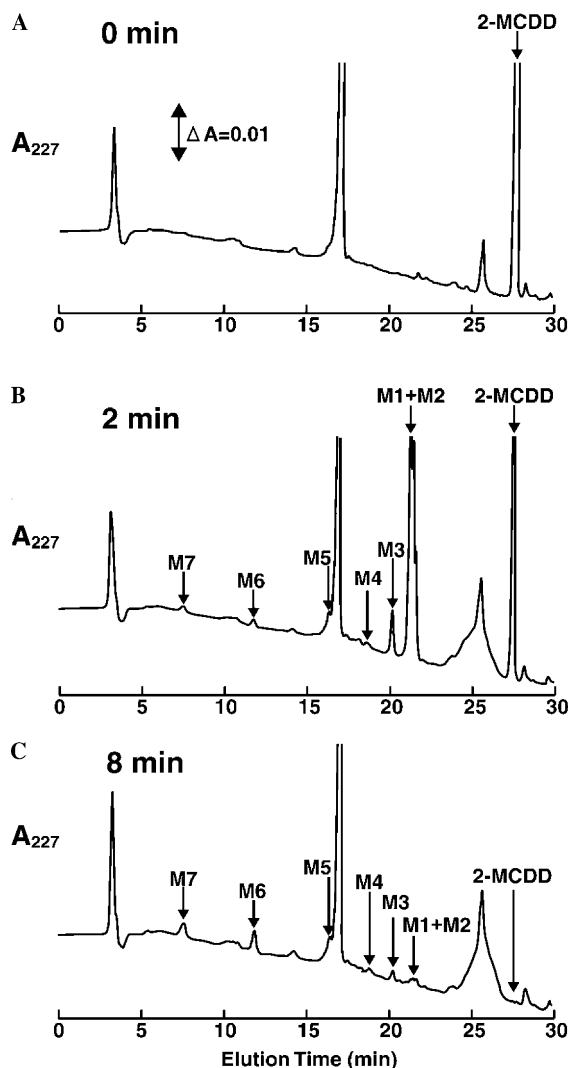 A
0 min
2-MCDD
A227
Δ A=0.01
0 5 10 15 20 25 30
B
2 min
M1+M2 2-MCDD
A227
M7 M6 M5 M4 M3
0 5 10 15 20 25 30
C
8 min
A227
M7 M6 M5 M4 M3 M1+M2 2-MCDD
0 5 10 15 20 25 30
Elution Time (min)